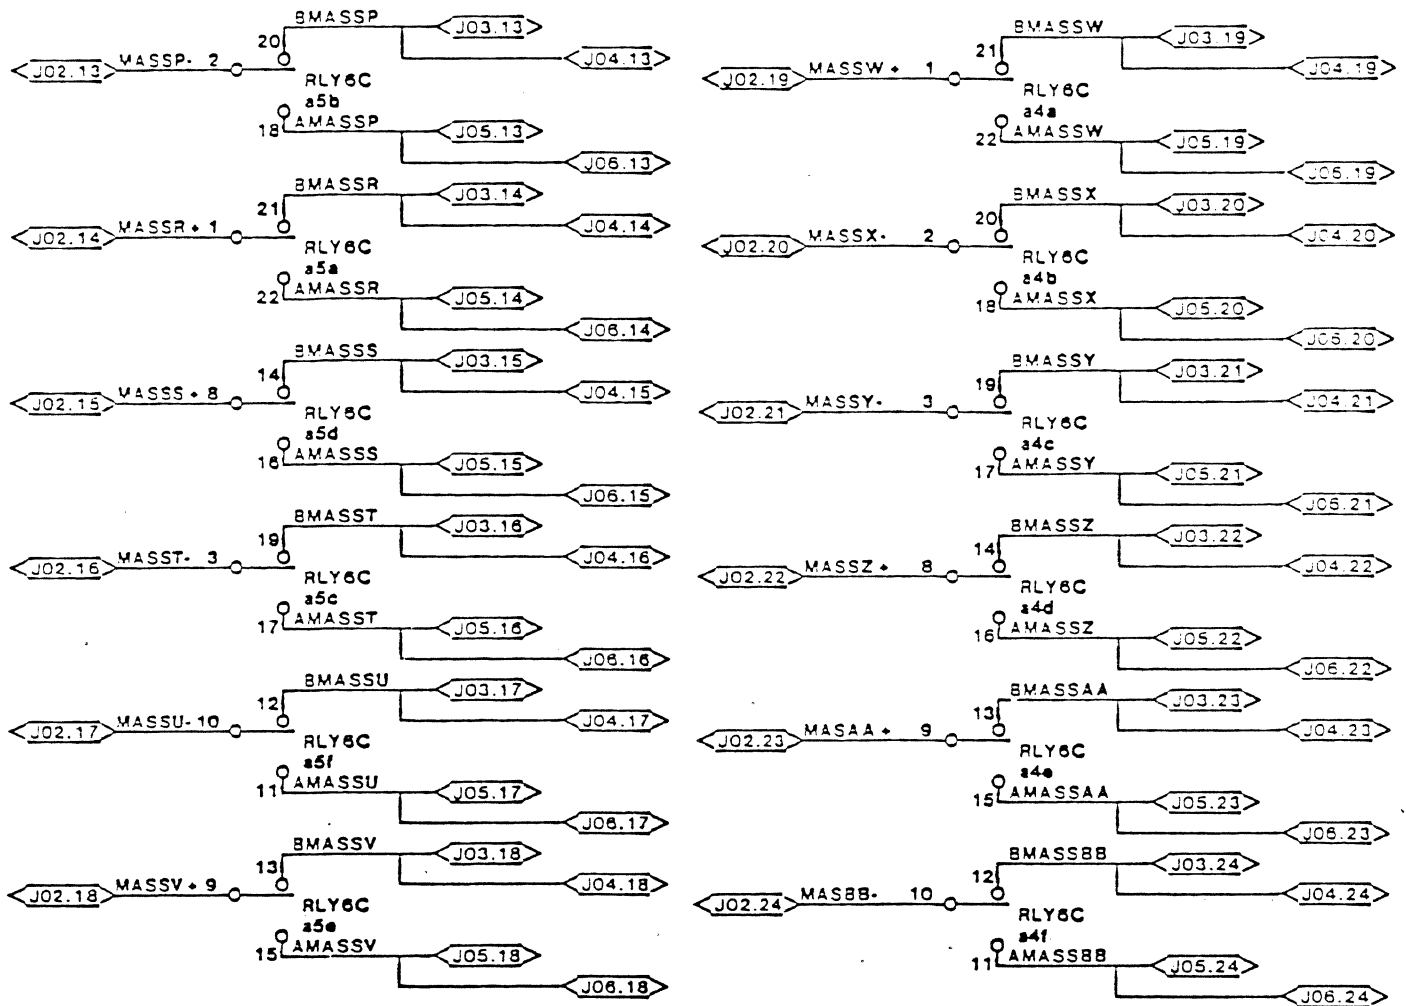 BMASSP
J03.13
20
J02.13 MASSP- 2
J04.13
RLY6C
a5b
AMASSP
18
J05.13
J06.13
BMASSR
J03.14
21
J02.14 MASSR+ 1
J04.14
RLY6C
a5a
AMASSR
22
J05.14
J06.14
BMASSS
J03.15
14
J02.15 MASSS+ 8
J04.15
RLY6C
a5d
AMASSS
16
J05.15
J06.15
BMASST
J03.16
19
J02.16 MASST- 3
J04.16
RLY6C
a5c
AMASST
17
J05.16
J06.16
BMASSU
J03.17
12
J02.17 MASSU- 10
J04.17
RLY6C
a5f
AMASSU
11
J05.17
J06.17
BMASSV
J03.18
13
J02.18 MASSV+ 9
J04.18
RLY6C
a5e
AMASSV
15
J05.18
J06.18
BMASSW
J03.19
21
J02.19 MASSW+ 1
J04.19
RLY6C
a4a
AMASSW
22
J05.19
J06.19
BMASSX
J03.20
20
J02.20 MASSX- 2
J04.20
RLY6C
a4b
AMASSX
18
J05.20
J06.20
BMASSY
J03.21
19
J02.21 MASSY- 3
J04.21
RLY6C
a4c
AMASSY
17
J05.21
J06.21
BMASSZ
J03.22
14
J02.22 MASSZ+ 8
J04.22
RLY6C
a4d
AMASSZ
16
J05.22
J06.22
BMASSAA
J03.23
13
J02.23 MASAA+ 9
J04.23
RLY6C
a4e
AMASSAA
15
J05.23
J06.23
BMASSBB
J03.24
12
J02.24 MASBB- 10
J04.24
RLY6C
a4f
AMASSBB
11
J05.24
J06.24